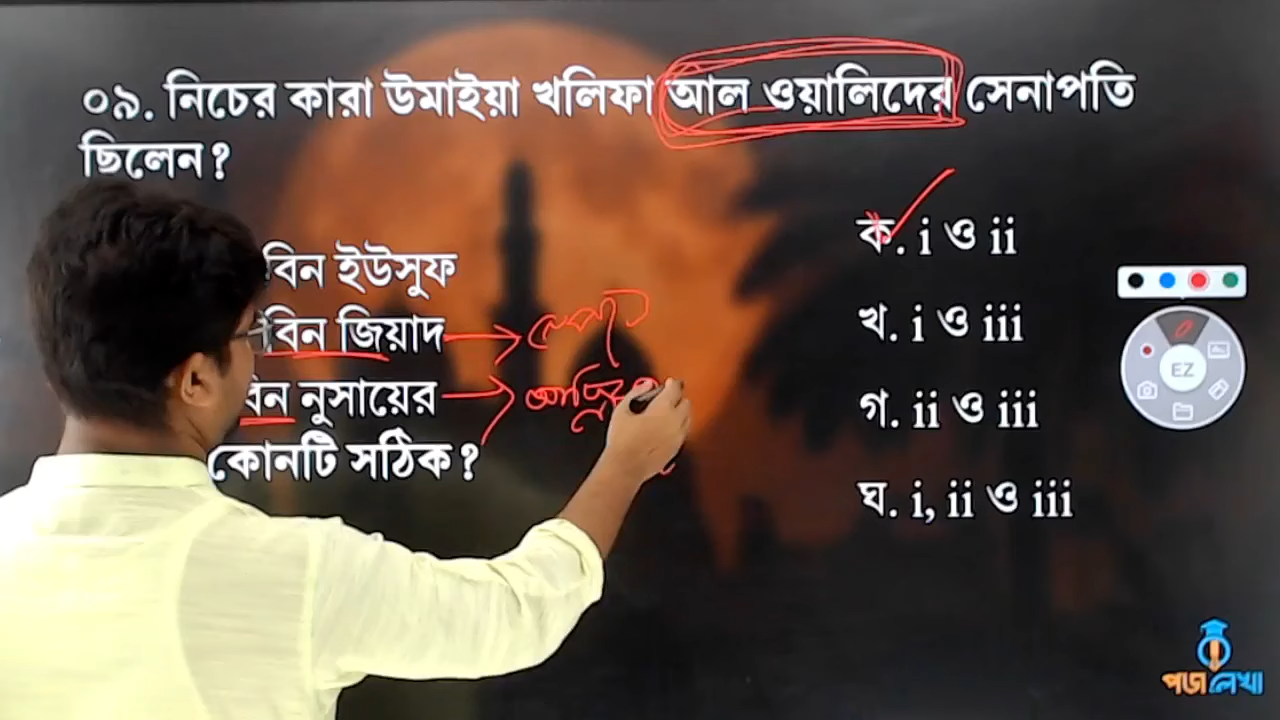 ০৯. নিচের কারা উমাইয়া খলিফা আল ওয়ালিদের সেনাপতি
ছিলেন?
বিন ইউসুফ
বিন জিয়াদ
বিন নুসায়ের
কোনটি সঠিক?
ক. i ও ii
খ. i ও iii
গ. ii ও iii
ঘ. i, ii ও iii
EZ
পড়ালেখা